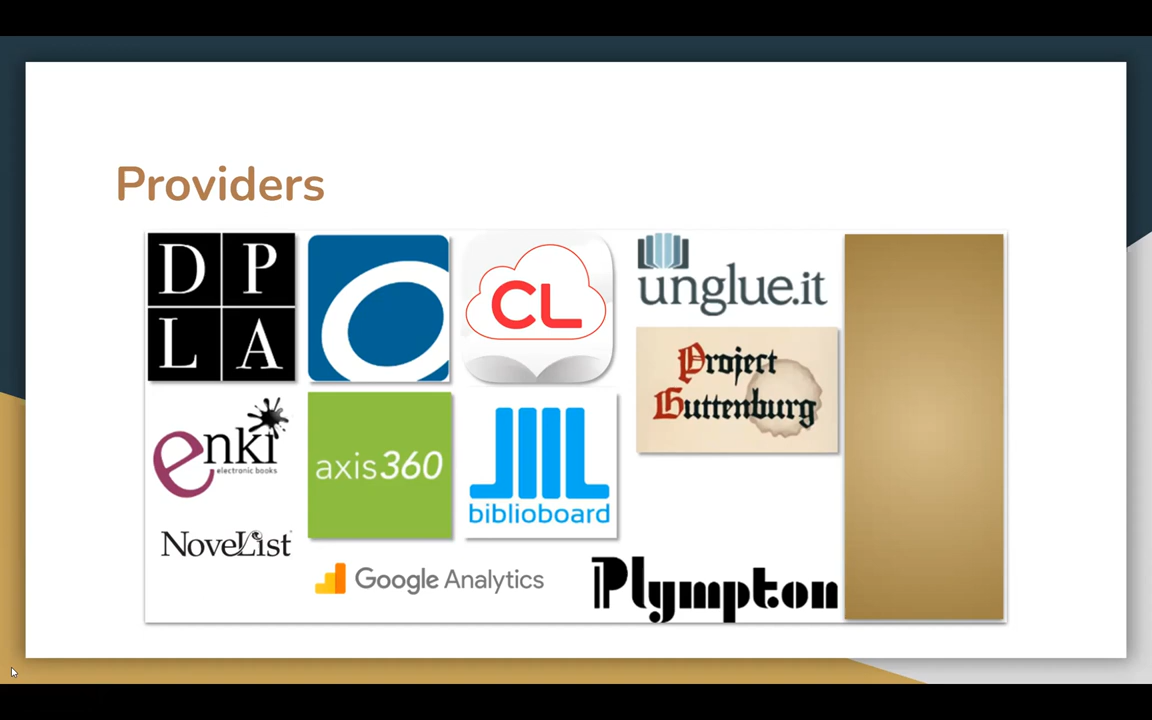 Providers
D P
L A
CL
unglue.it
Project
Guttenburg
enki
electronic books
axis360
biblioboard
NoveList
Google Analytics
Plympton